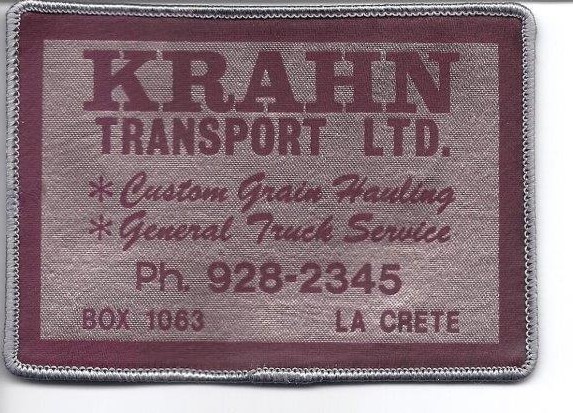 KRAHN
TRANSPORT LTD.
* Custom Grain Hauling
* General Truck Service
Ph. 928-2345
BOX 1063 LA CRETE